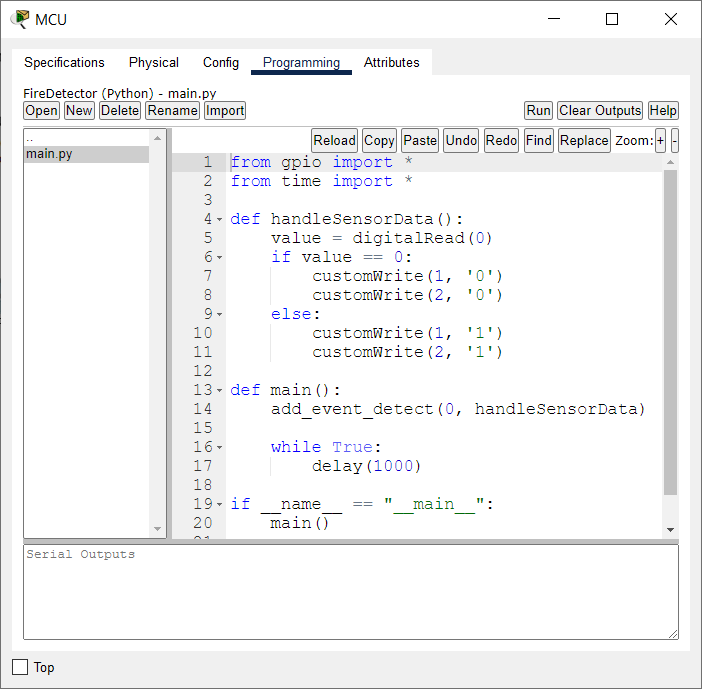 MCU
Specifications Physical Config Programming Attributes
FireDetector (Python) - main.py
Open New Delete Rename Import Run Clear Outputs Help
..
main.py
Reload Copy Paste Undo Redo Find Replace Zoom: + -
1 from gpio import *
2 from time import *
3
4 def handleSensorData():
5     value = digitalRead(0)
6     if value == 0:
7         customWrite(1, '0')
8         customWrite(2, '0')
9     else:
10         customWrite(1, '1')
11         customWrite(2, '1')
12
13 def main():
14     add_event_detect(0, handleSensorData)
15
16     while True:
17         delay(1000)
18
19 if __name__ == "__main__":
20     main()
21
Serial Outputs
Top